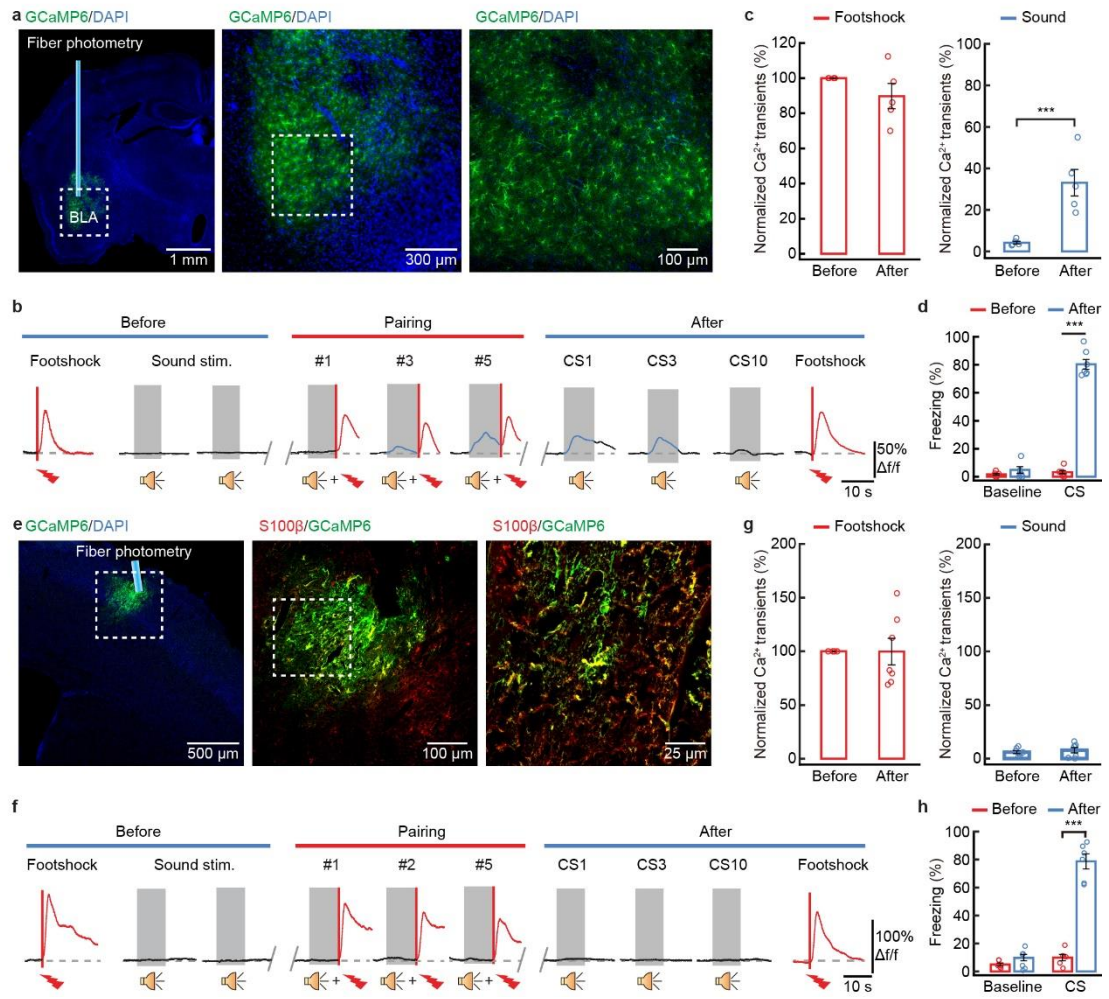 a GCaMP6/DAPI
GCaMP6/DAPI
GCaMP6/DAPI
Fiber photometry
BLA
1 mm
300 µm
100 µm
c
Footshock
Normalized Ca²⁺ transients (%)
120
100
80
60
40
20
0
Before After
Sound
Normalized Ca²⁺ transients (%)
100
80
60
40
20
0
***
Before After
b
Before Pairing After
Footshock Sound stim. #1 #3 #5 CS1 CS3 CS10 Footshock
+ + +
50%
Δf/f
10 s
d
Before After
Freezing (%)
100
80
60
40
20
0
***
Baseline CS
e GCaMP6/DAPI
S100β/GCaMP6
S100β/GCaMP6
Fiber photometry
500 µm
100 µm
25 µm
g
Footshock
Normalized Ca²⁺ transients (%)
200
150
100
50
0
Before After
Sound
Normalized Ca²⁺ transients (%)
200
150
100
50
0
Before After
f
Before Pairing After
Footshock Sound stim. #1 #2 #5 CS1 CS3 CS10 Footshock
+ + +
100%
Δf/f
10 s
h
Before After
Freezing (%)
100
80
60
40
20
0
***
Baseline CS